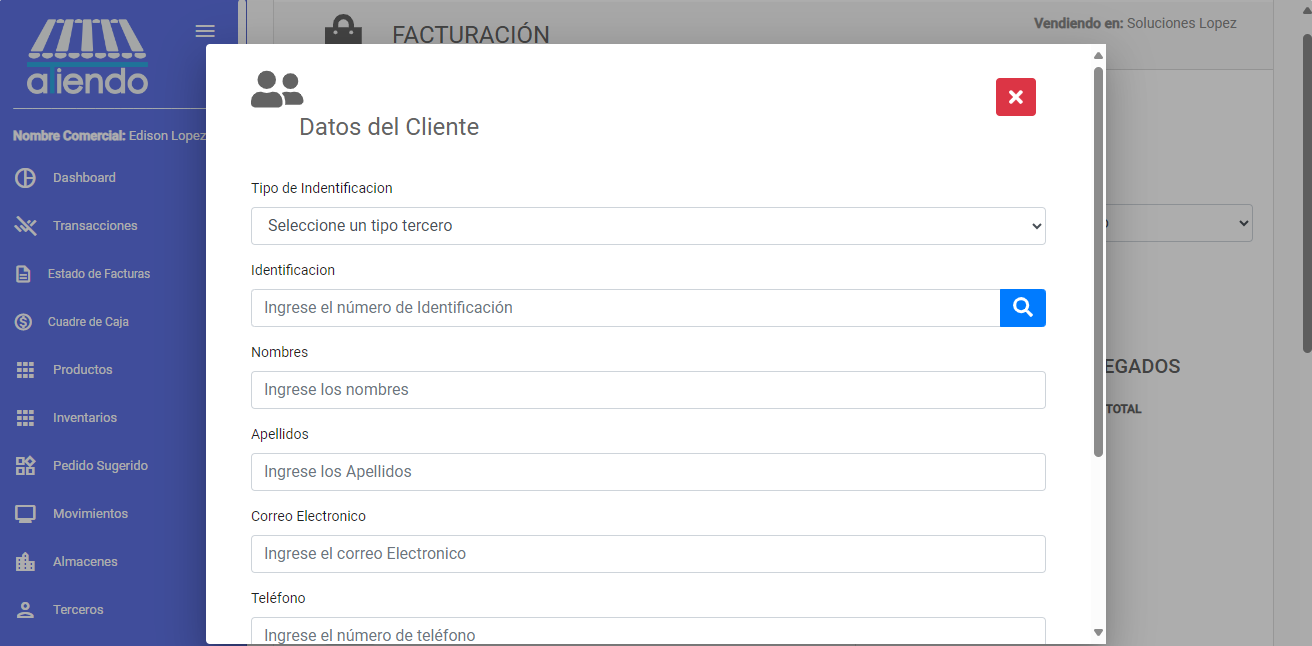 atiendo
Nombre Comercial: Edison Lopez
Dashboard
Transacciones
Estado de Facturas
Cuadre de Caja
Productos
Inventarios
Pedido Sugerido
Movimientos
Almacenes
Terceros
FACTURACIÓN
Vendiendo en: Soluciones Lopez
Datos del Cliente
Tipo de Indentificacion
Seleccione un tipo tercero
Identificacion
Ingrese el número de Identificación
Nombres
Ingrese los nombres
Apellidos
Ingrese los Apellidos
Correo Electronico
Ingrese el correo Electronico
Teléfono
Ingrese el número de teléfono
EGADOS
TOTAL